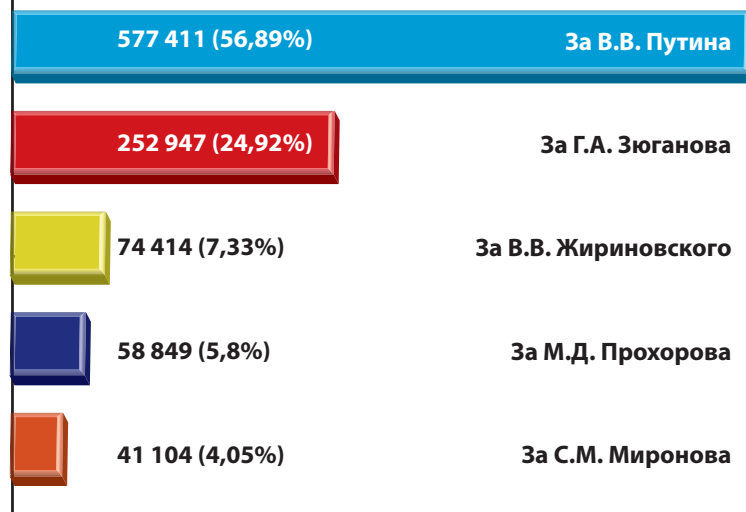 577 411 (56,89%) За В.В. Путина
252 947 (24,92%) За Г.А. Зюганова
74 414 (7,33%) За В.В. Жириновского
58 849 (5,8%) За М.Д. Прохорова
41 104 (4,05%) За С.М. Миронова